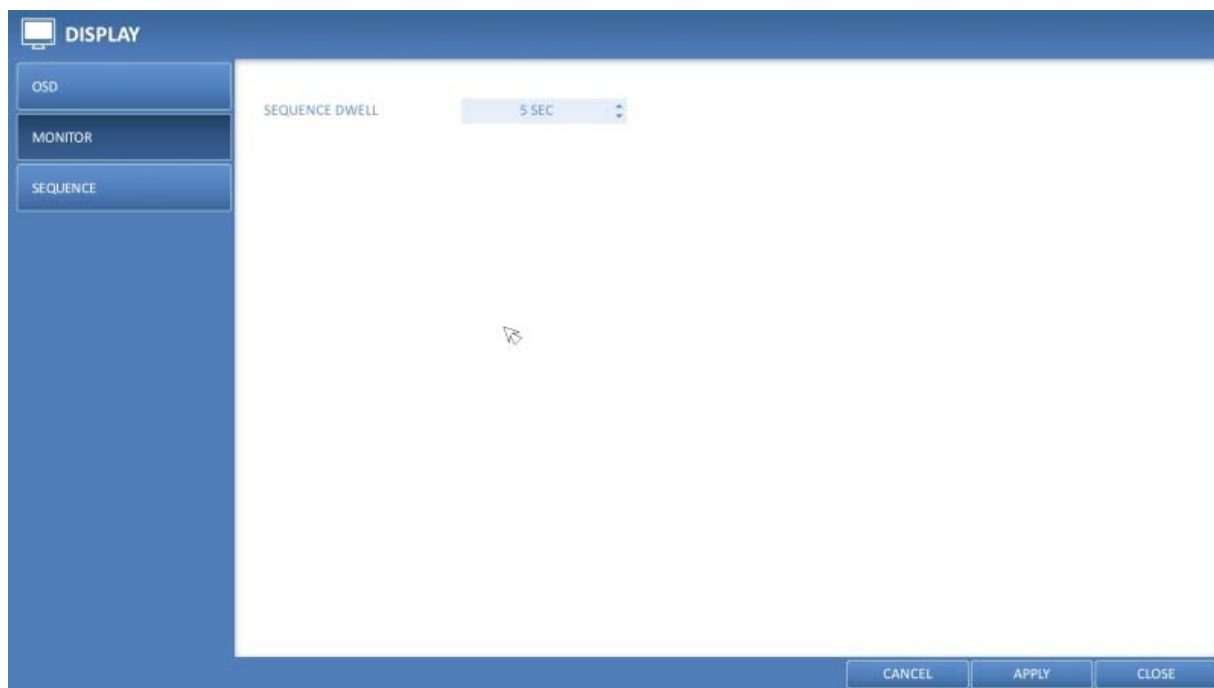 DISPLAY
OSD
MONITOR
SEQUENCE
SEQUENCE DWELL 5 SEC
CANCEL APPLY CLOSE